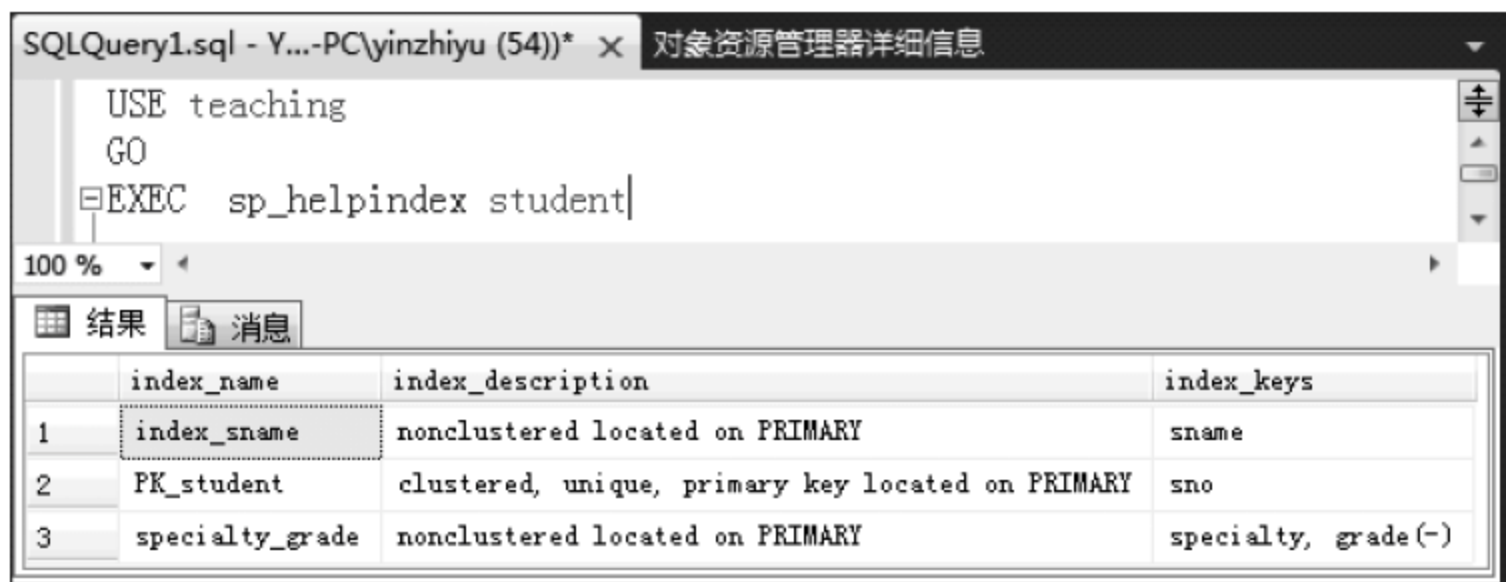 SQLQuery1.sql - Y...-PC\yinzhiyu (54))* × 对象资源管理器详细信息
USE teaching
GO
EXEC sp_helpindex student
100 %
结果 消息
index_name index_description index_keys
1 index_sname nonclustered located on PRIMARY sname
2 PK_student clustered, unique, primary key located on PRIMARY sno
3 specialty_grade nonclustered located on PRIMARY specialty, grade(-)